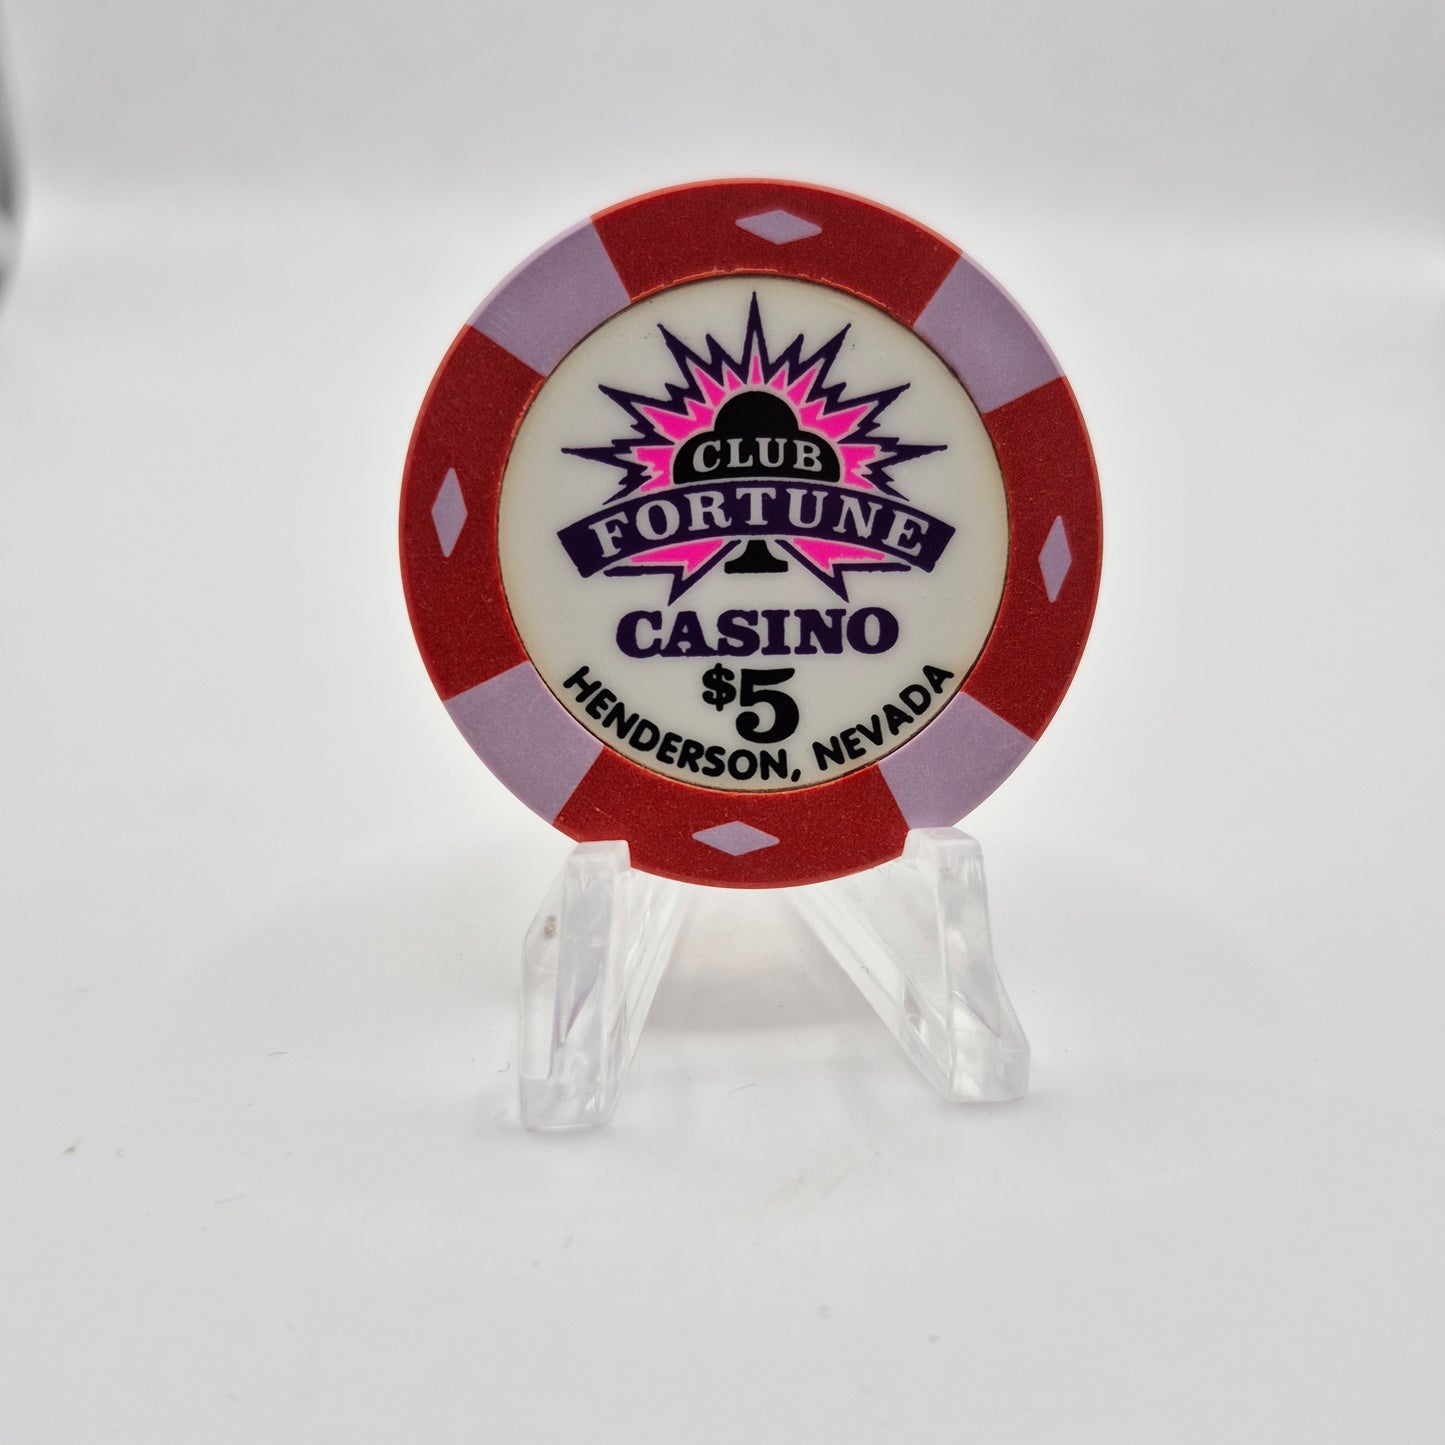 CLUB
FORTUNE
CASINO
$5
HENDERSON, NEVADA